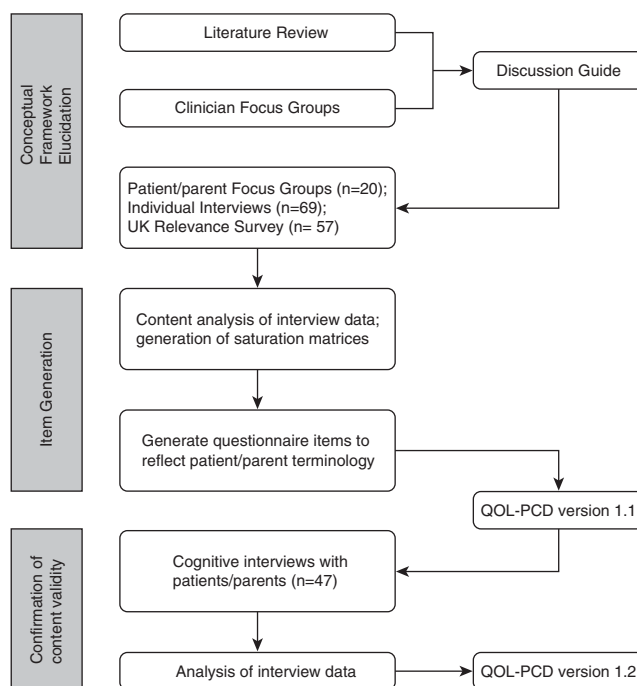 Conceptual
Framework
Elucidation
Literature Review
Clinician Focus Groups
Discussion Guide
Patient/parent Focus Groups (n=20);
Individual Interviews (n=69);
UK Relevance Survey (n= 57)
Item Generation
Content analysis of interview data;
generation of saturation matrices
Generate questionnaire items to
reflect patient/parent terminology
QOL-PCD version 1.1
Confirmation of
content validity
Cognitive interviews with
patients/parents (n=47)
Analysis of interview data
QOL-PCD version 1.2